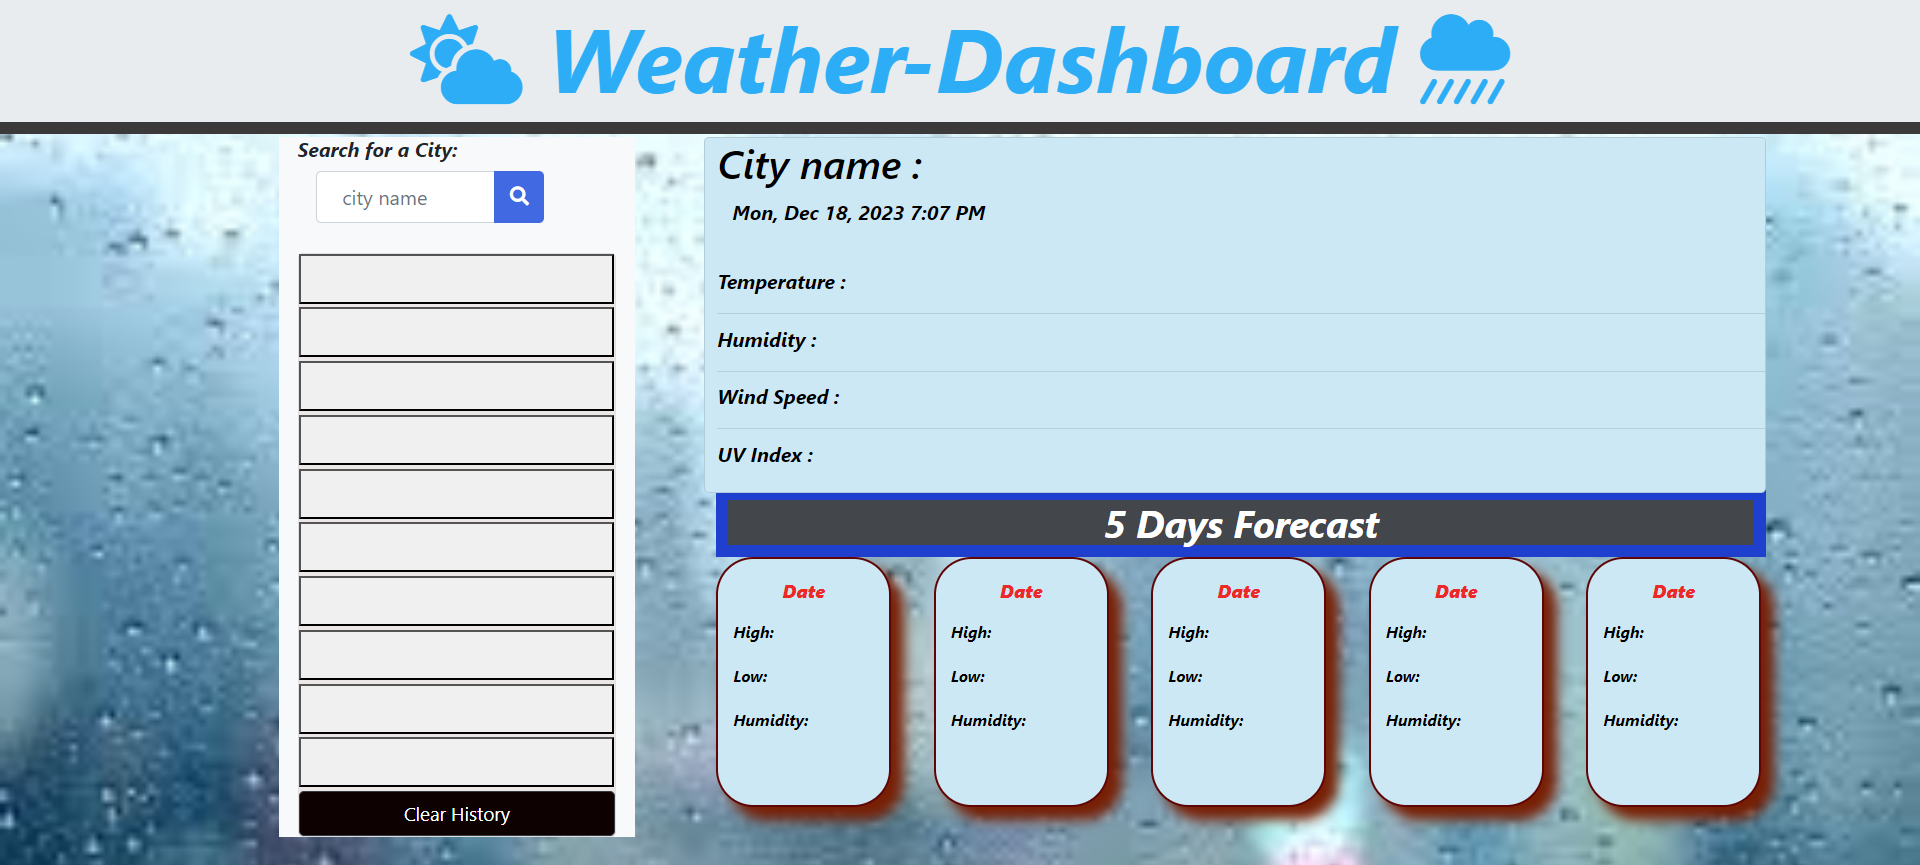 Weather-Dashboard
Search for a City:
city name
Clear History
City name :
Mon, Dec 18, 2023 7:07 PM
Temperature :
Humidity :
Wind Speed :
UV Index :
5 Days Forecast
Date
High:
Low:
Humidity:
Date
High:
Low:
Humidity:
Date
High:
Low:
Humidity:
Date
High:
Low:
Humidity:
Date
High:
Low:
Humidity: